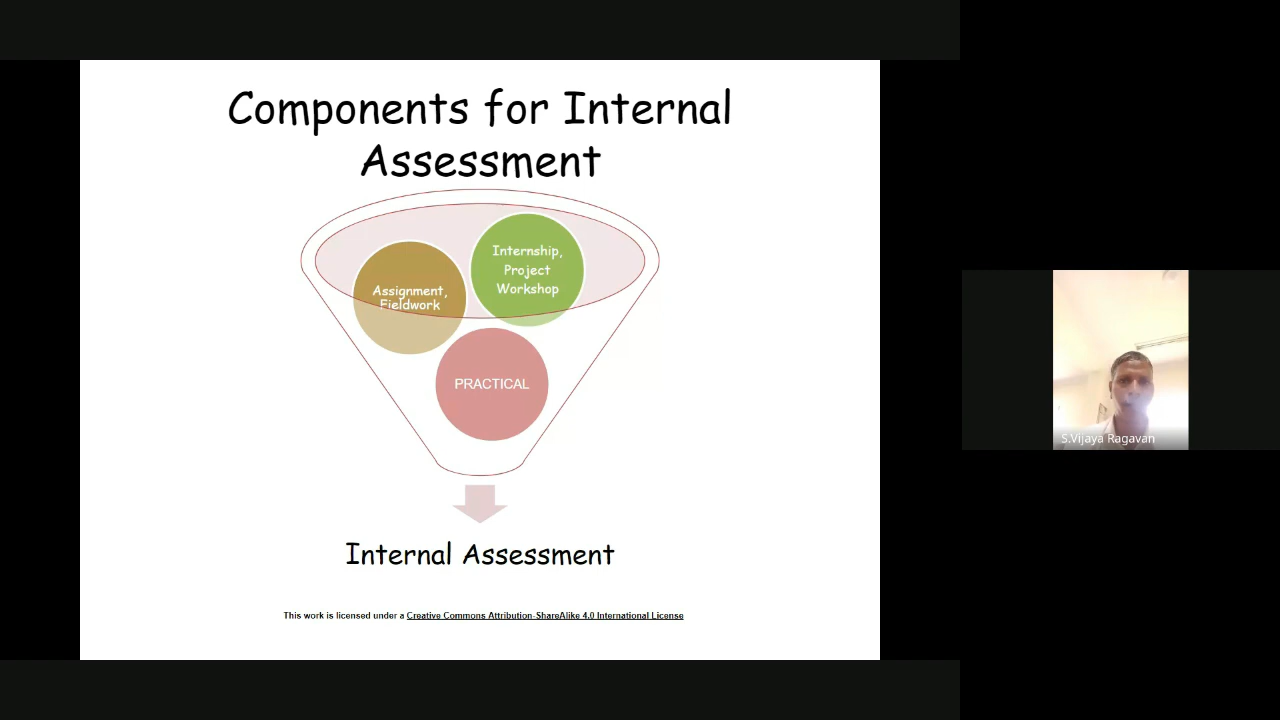 Components for Internal
Assessment
Internship,
Project
Workshop
Assignment,
Fieldwork
PRACTICAL
Internal Assessment
This work is licensed under a Creative Commons Attribution-ShareAlike 4.0 International License
S.Vijaya Ragavan